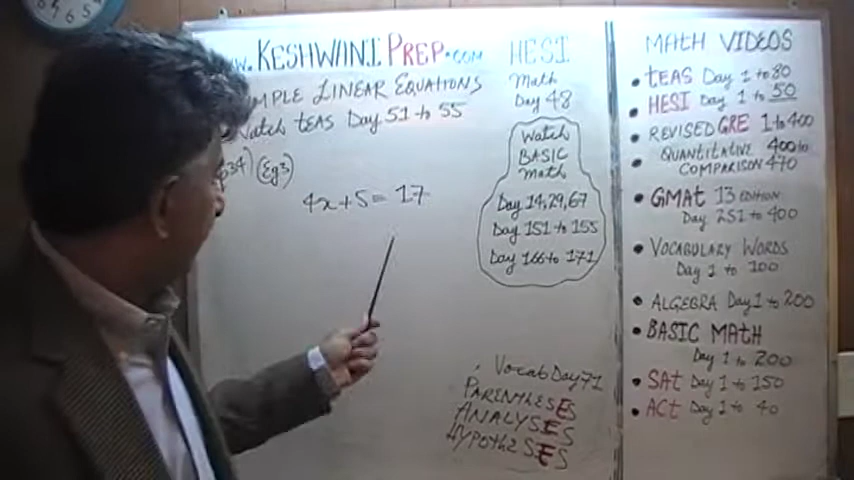 www.KESHWANIPREP.com
HESI
SIMPLE LINEAR EQUATIONS
Math
Day 48
Watch TEAS Day 51 to 55
(Eg3)
4x+5=17
Watch
BASIC
Math
Day 14,29,67
Day 151 to 155
Day 166 to 171
Vocab Day 71
PARENTHESES
ANALYSES
HYPOTHESES
MATH VIDEOS
• TEAS Day 1 to 80
• HESI Day 1 to 50
• REVISED GRE 1 to 400
• QUANTITATIVE 400 to
COMPARISON 470
• GMAT 13 EDITION
Day 251 to 400
• VOCABULARY WORDS
Day 1 to 100
• ALGEBRA Day 1 to 200
• BASIC MATH
Day 1 to 200
• SAT Day 1 to 150
• ACT Day 1 to 40